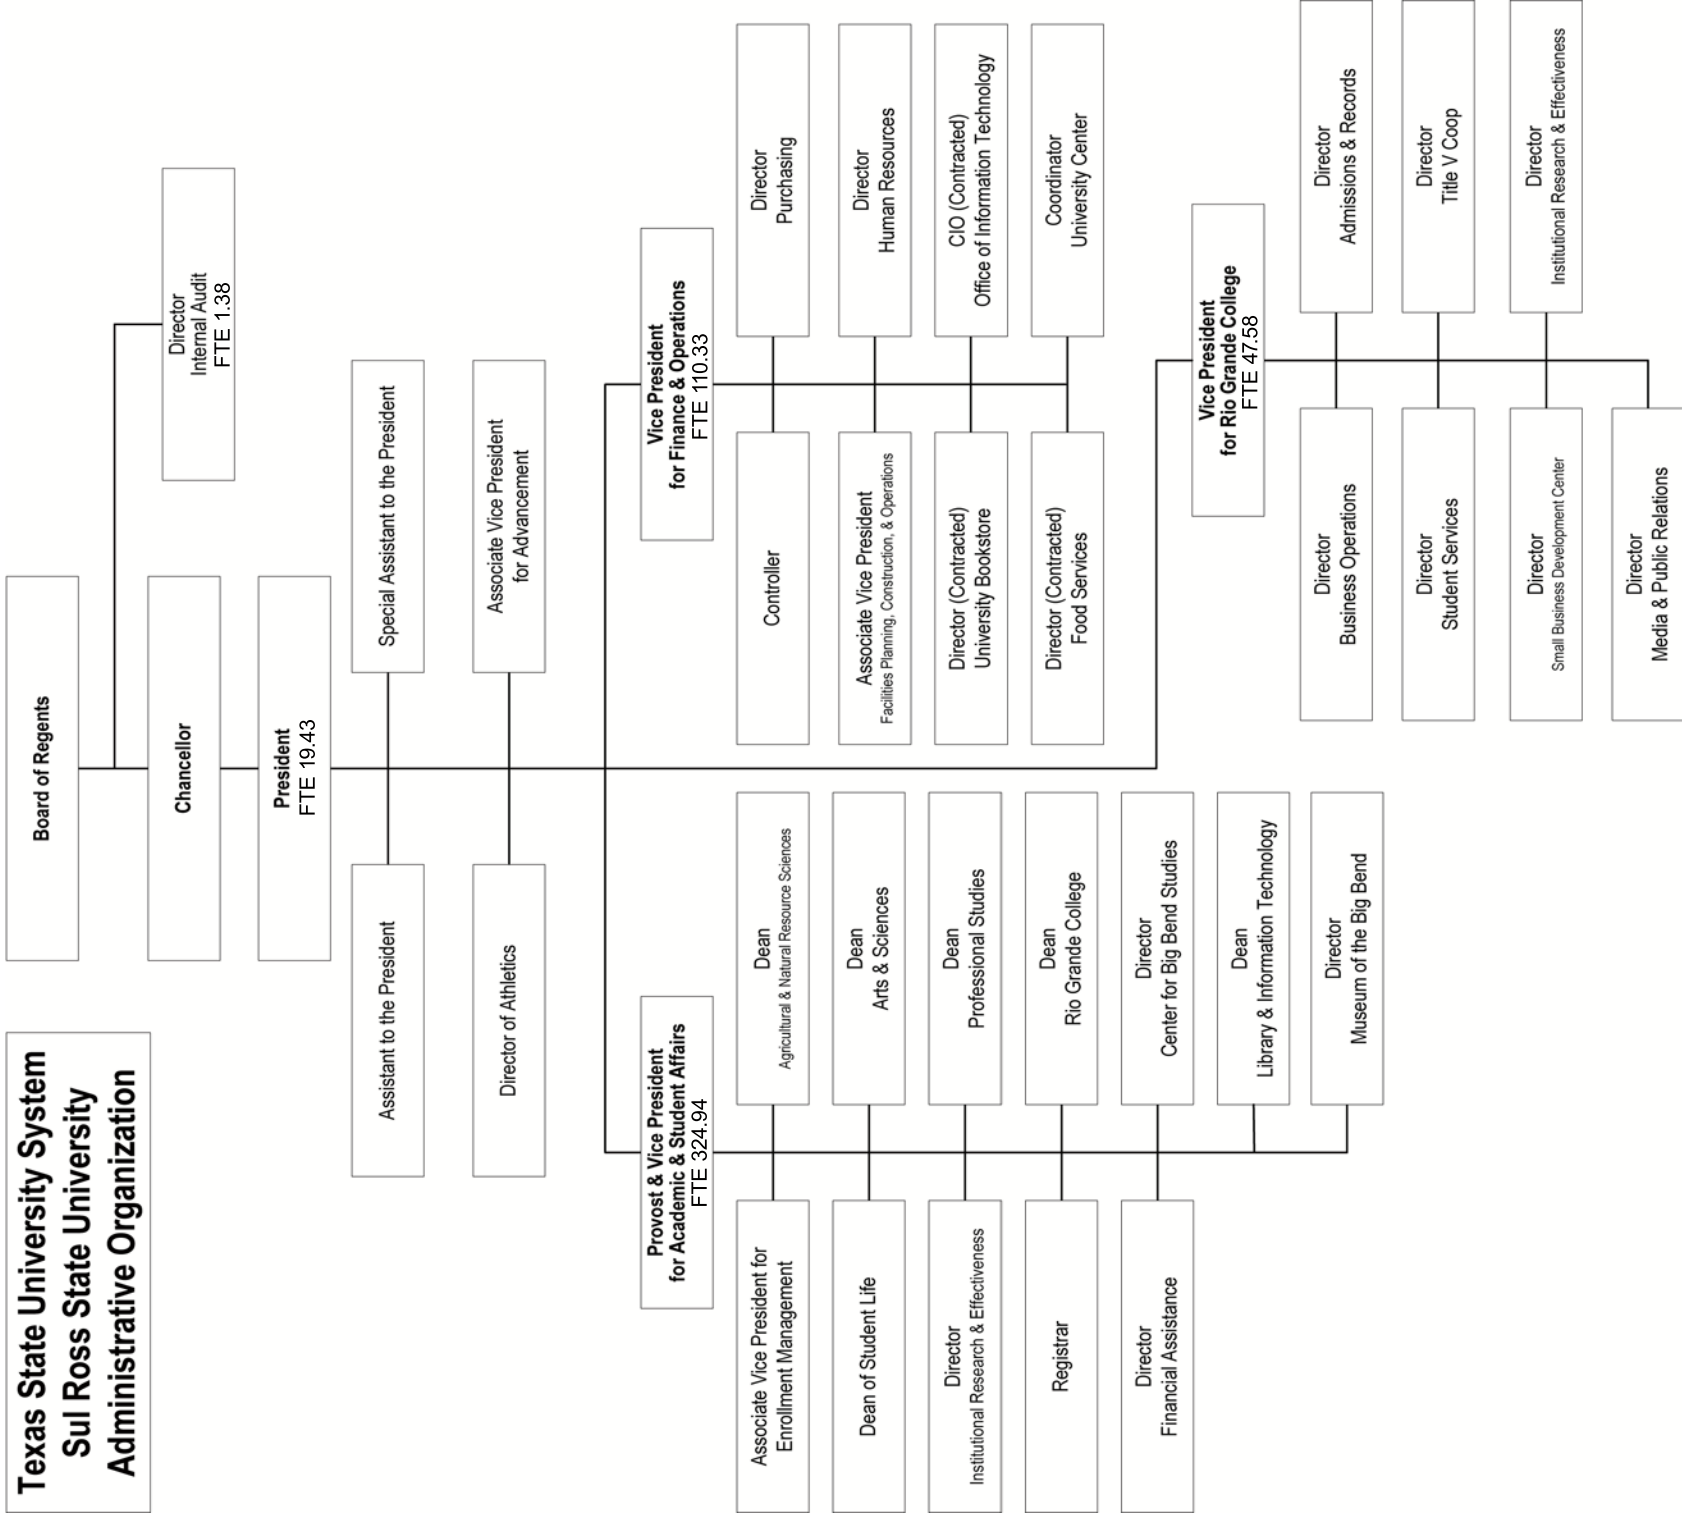 Texas State University System
Sul Ross State University
Administrative Organization
Board of Regents
Director
Internal Audit
FTE 1.38
Chancellor
President
FTE 19.43
Assistant to the President
Special Assistant to the President
Director of Athletics
Associate Vice President
for Advancement
Provost & Vice President
for Academic & Student Affairs
FTE 324.94
Vice President
for Finance & Operations
FTE 110.33
Associate Vice President for
Enrollment Management
Dean
Agricultural & Natural Resource Sciences
Controller
Director
Purchasing
Dean of Student Life
Dean
Arts & Sciences
Associate Vice President
Facilities Planning, Construction, & Operations
Director
Human Resources
Director
Institutional Research & Effectiveness
Dean
Professional Studies
Director (Contracted)
University Bookstore
CIO (Contracted)
Office of Information Technology
Registrar
Dean
Rio Grande College
Director (Contracted)
Food Services
Coordinator
University Center
Director
Financial Assistance
Director
Center for Big Bend Studies
Dean
Library & Information Technology
Director
Museum of the Big Bend
Vice President
for Rio Grande College
FTE 47.58
Director
Business Operations
Director
Admissions & Records
Director
Student Services
Director
Title V Coop
Director
Small Business Development Center
Director
Institutional Research & Effectiveness
Director
Media & Public Relations